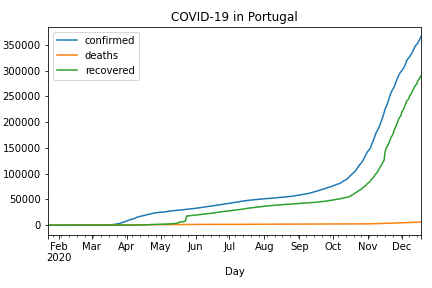 COVID-19 in Portugal
confirmed
deaths
recovered
350000
300000
250000
200000
150000
100000
50000
0
Feb Mar Apr May Jun Jul Aug Sep Oct Nov Dec
2020
Day